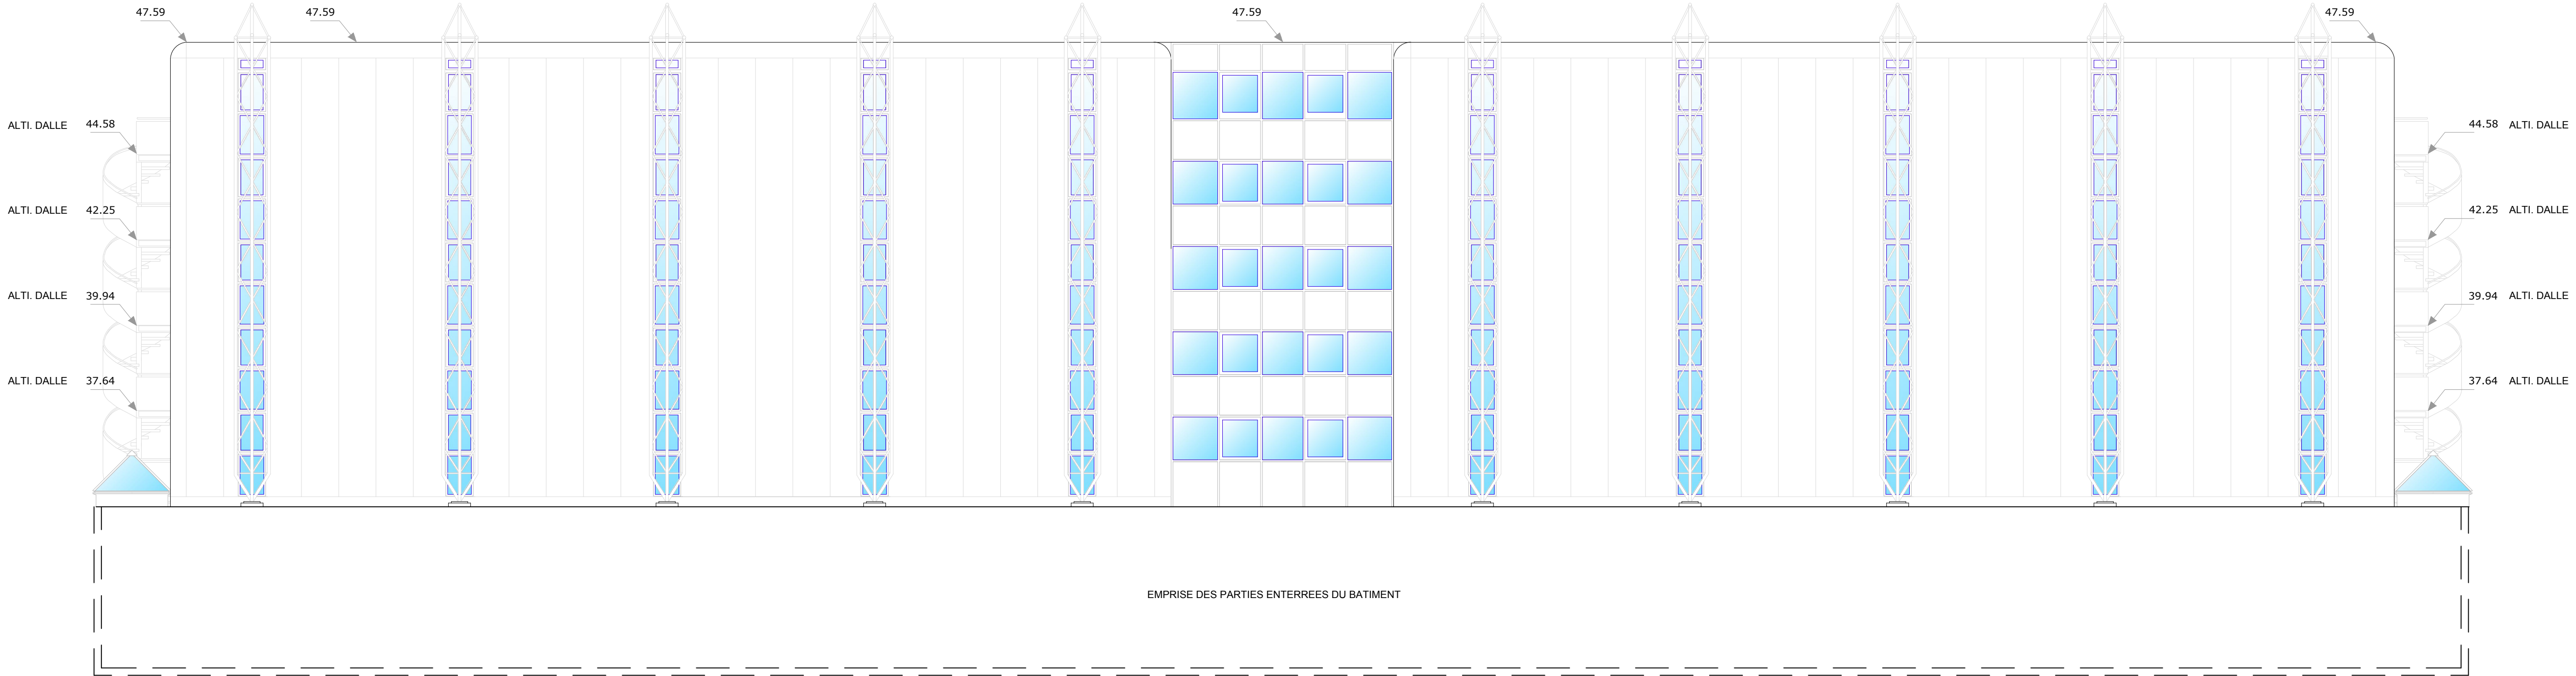 47.59
47.59
47.59
47.59
ALTI. DALLE 44.58
44.58 ALTI. DALLE
ALTI. DALLE 42.25
42.25 ALTI. DALLE
ALTI. DALLE 39.94
39.94 ALTI. DALLE
ALTI. DALLE 37.64
37.64 ALTI. DALLE
EMPRISE DES PARTIES ENTERREES DU BATIMENT